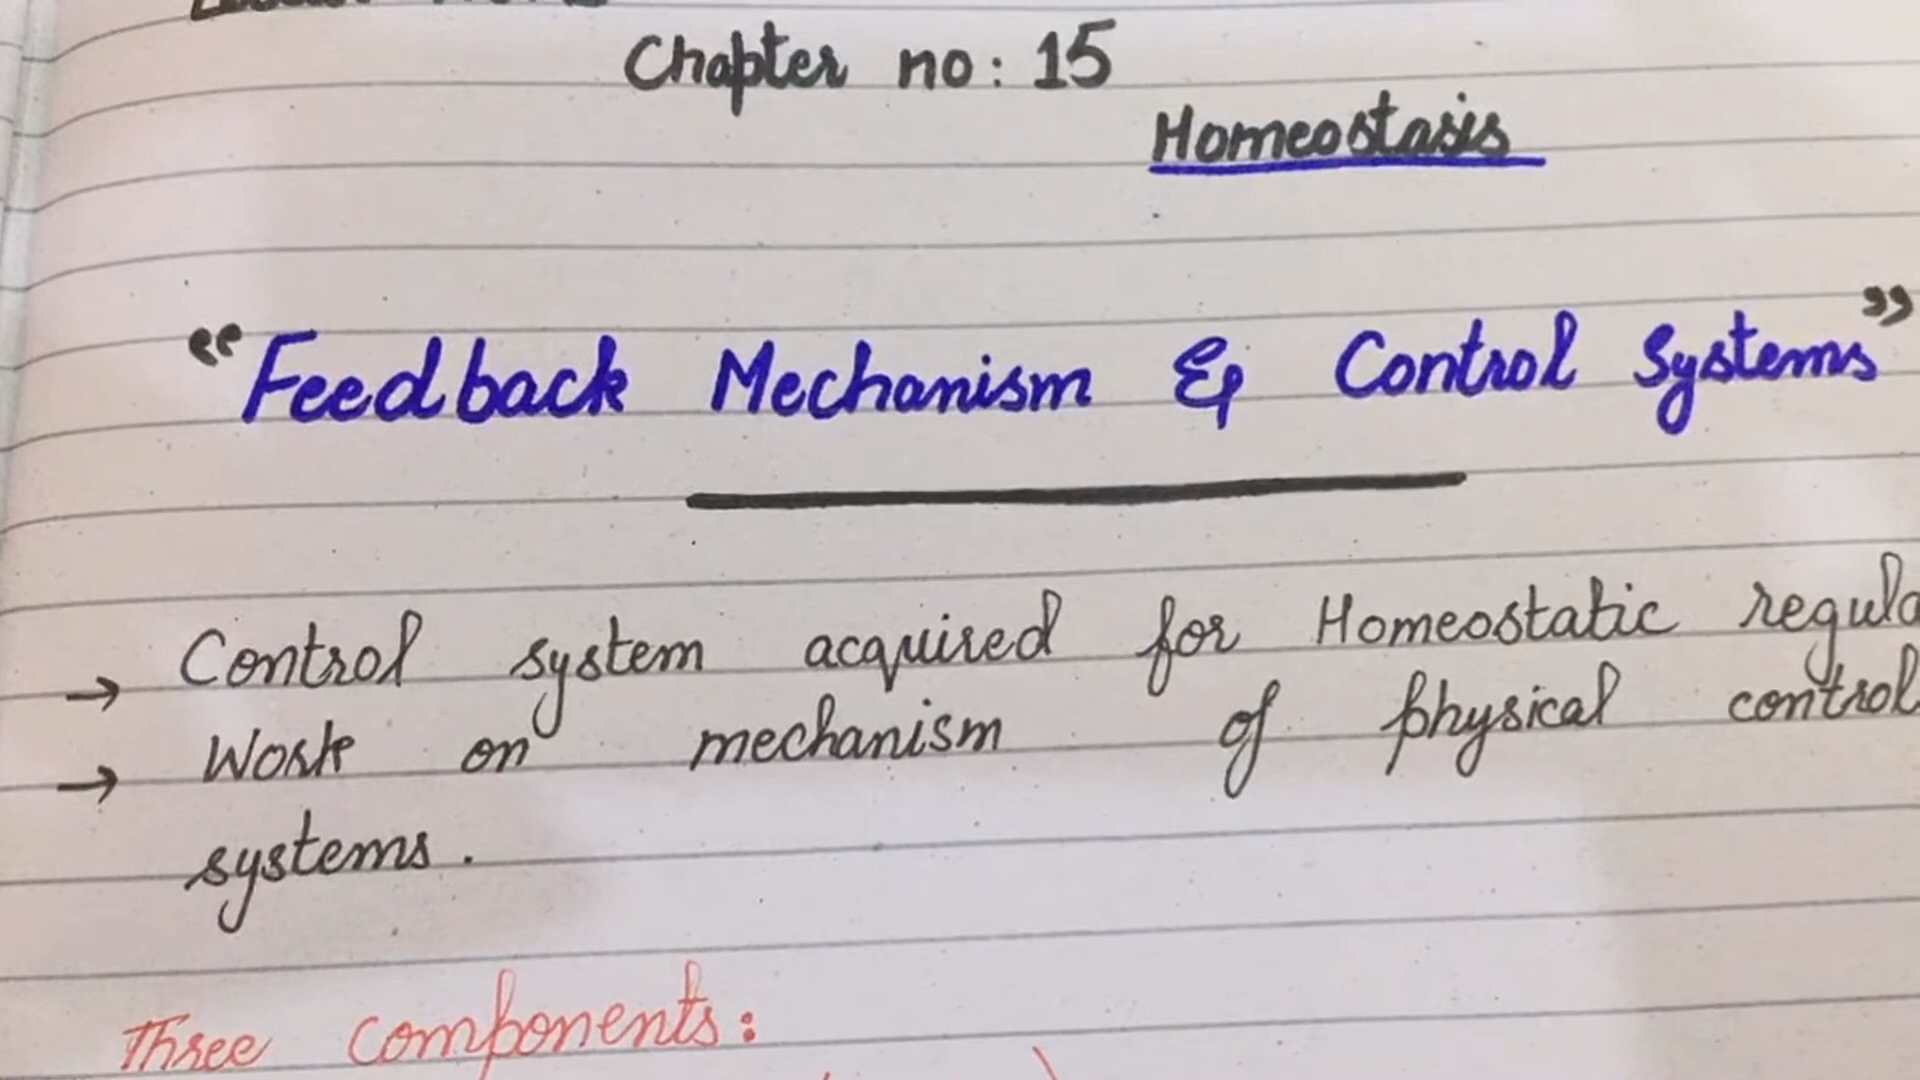 Chapter no: 15
Homeostasis
“Feedback Mechanism & Control Systems”
→ Control system acquired for Homeostatic regula
→ Work on mechanism of physical control
systems.
Three components: